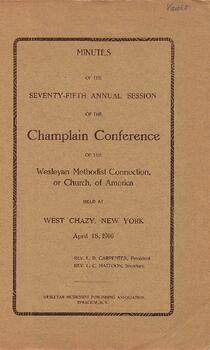 MINUTES
OF THE
SEVENTY-FIFTH ANNUAL SESSION
OF THE
Champlain Conference
OF THE
Wesleyan Methodist Connection,
or Church, of America
HELD AT
WEST CHAZY, NEW YORK
April 18, 1916
REV. L. D. CARPENTER, President
REV. C. C. MATTOON, Secretary
WESLEYAN METHODIST PUBLISHING ASSOCIATION
SYRACUSE, N. Y.